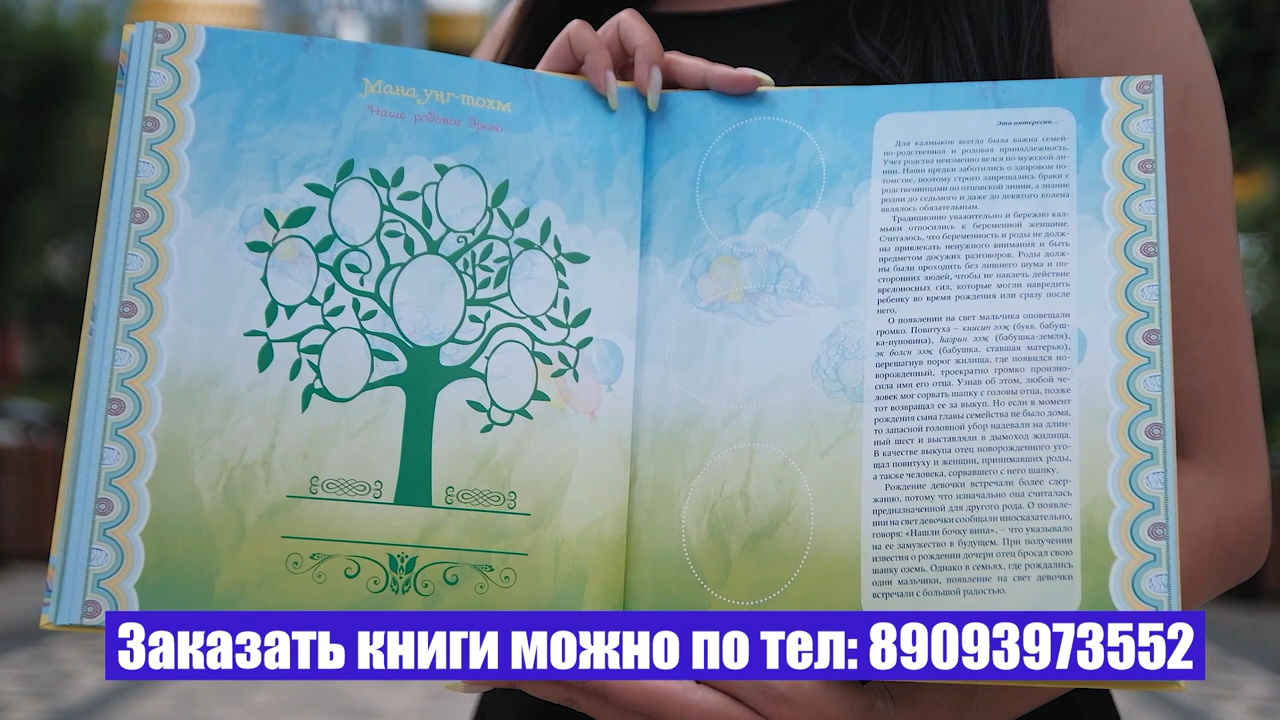 Мана уңг-тохм
Наше родовое древо
Это интересно...
Для калмыков всегда была важна семей-
но-родственная и родовая принадлежность.
Учет родства неизменно велся по мужской ли-
нии. Наши предки заботились о здоровом по-
томстве, поэтому строго запрещались браки с
родственницами по отцовской линии, а знание
родни до седьмого и даже до девятого колена
являлось обязательным.
Традиционно уважительно и бережно кал-
мыки относились к беременной женщине.
Считалось, что беременность и роды не долж-
ны привлекать ненужного внимания и быть
предметом досужих разговоров. Роды долж-
ны были проходить без лишнего шума и по-
сторонних людей, чтобы не навлечь действие
вредоносных сил, которые могли навредить
ребенку во время рождения или сразу после
него.
О появлении на свет мальчика оповещали
громко. Повитуха – киисин ээҗ (букв. бабуш-
ка-пуповина), һазрин ээҗ (бабушка-земля),
эк болсн ээҗ (бабушка, ставшая матерью),
перешагнув порог жилища, где появился но-
ворожденный, троекратно громко произно-
сила имя его отца. Узнав об этом, любой че-
ловек мог сорвать шапку с головы отца, позже
тот возвращал ее за выкуп. Но если в момент
рождения сына главы семейства не было дома,
то запасной головной убор надевали на длин-
ный шест и выставляли в дымоход жилища.
В качестве выкупа отец новорожденного уго-
щал повитуху и женщин, принимавших роды,
а также человека, сорвавшего с него шапку.
Рождение девочки встречали более сдер-
жанно, потому что изначально она считалась
предназначенной для другого рода. О появле-
нии на свет девочки сообщали иносказательно,
говоря: «Нашли бочку вина», – что указывало
на ее замужество в будущем. При получении
известия о рождении дочери отец бросал свою
шапку оземь. Однако в семьях, где рождались
одни мальчики, появление на свет девочки
встречали с большой радостью.
Заказать книги можно по тел: 89093973552